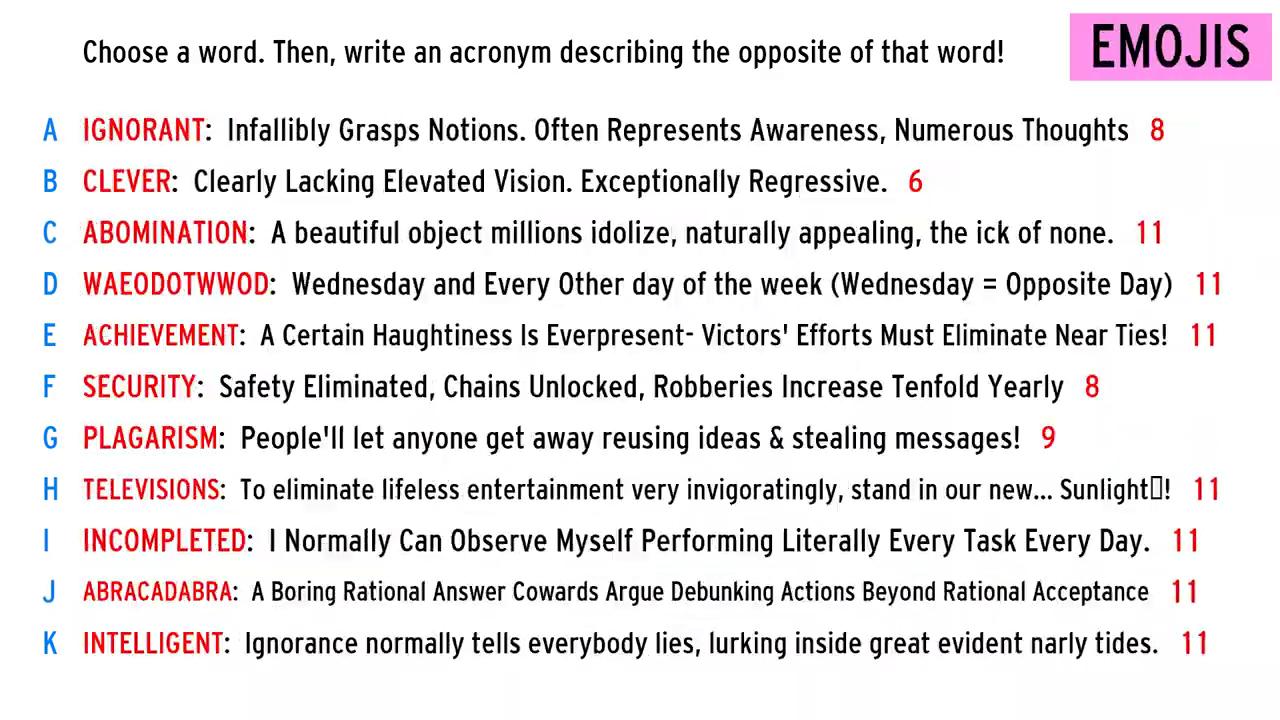 Choose a word. Then, write an acronym describing the opposite of that word!
EMOJIS
A IGNORANT: Infallibly Grasps Notions. Often Represents Awareness, Numerous Thoughts 8
B CLEVER: Clearly Lacking Elevated Vision. Exceptionally Regressive. 6
C ABOMINATION: A beautiful object millions idolize, naturally appealing, the ick of none. 11
D WAEODOTWWOD: Wednesday and Every Other day of the week (Wednesday = Opposite Day) 11
E ACHIEVEMENT: A Certain Haughtiness Is Everpresent- Victors' Efforts Must Eliminate Near Ties! 11
F SECURITY: Safety Eliminated, Chains Unlocked, Robberies Increase Tenfold Yearly 8
G PLAGARISM: People'll let anyone get away reusing ideas & stealing messages! 9
H TELEVISIONS: To eliminate lifeless entertainment very invigoratingly, stand in our new... Sunlight▯! 11
I INCOMPLETED: I Normally Can Observe Myself Performing Literally Every Task Every Day. 11
J ABRACADABRA: A Boring Rational Answer Cowards Argue Debunking Actions Beyond Rational Acceptance 11
K INTELLIGENT: Ignorance normally tells everybody lies, lurking inside great evident narly tides. 11